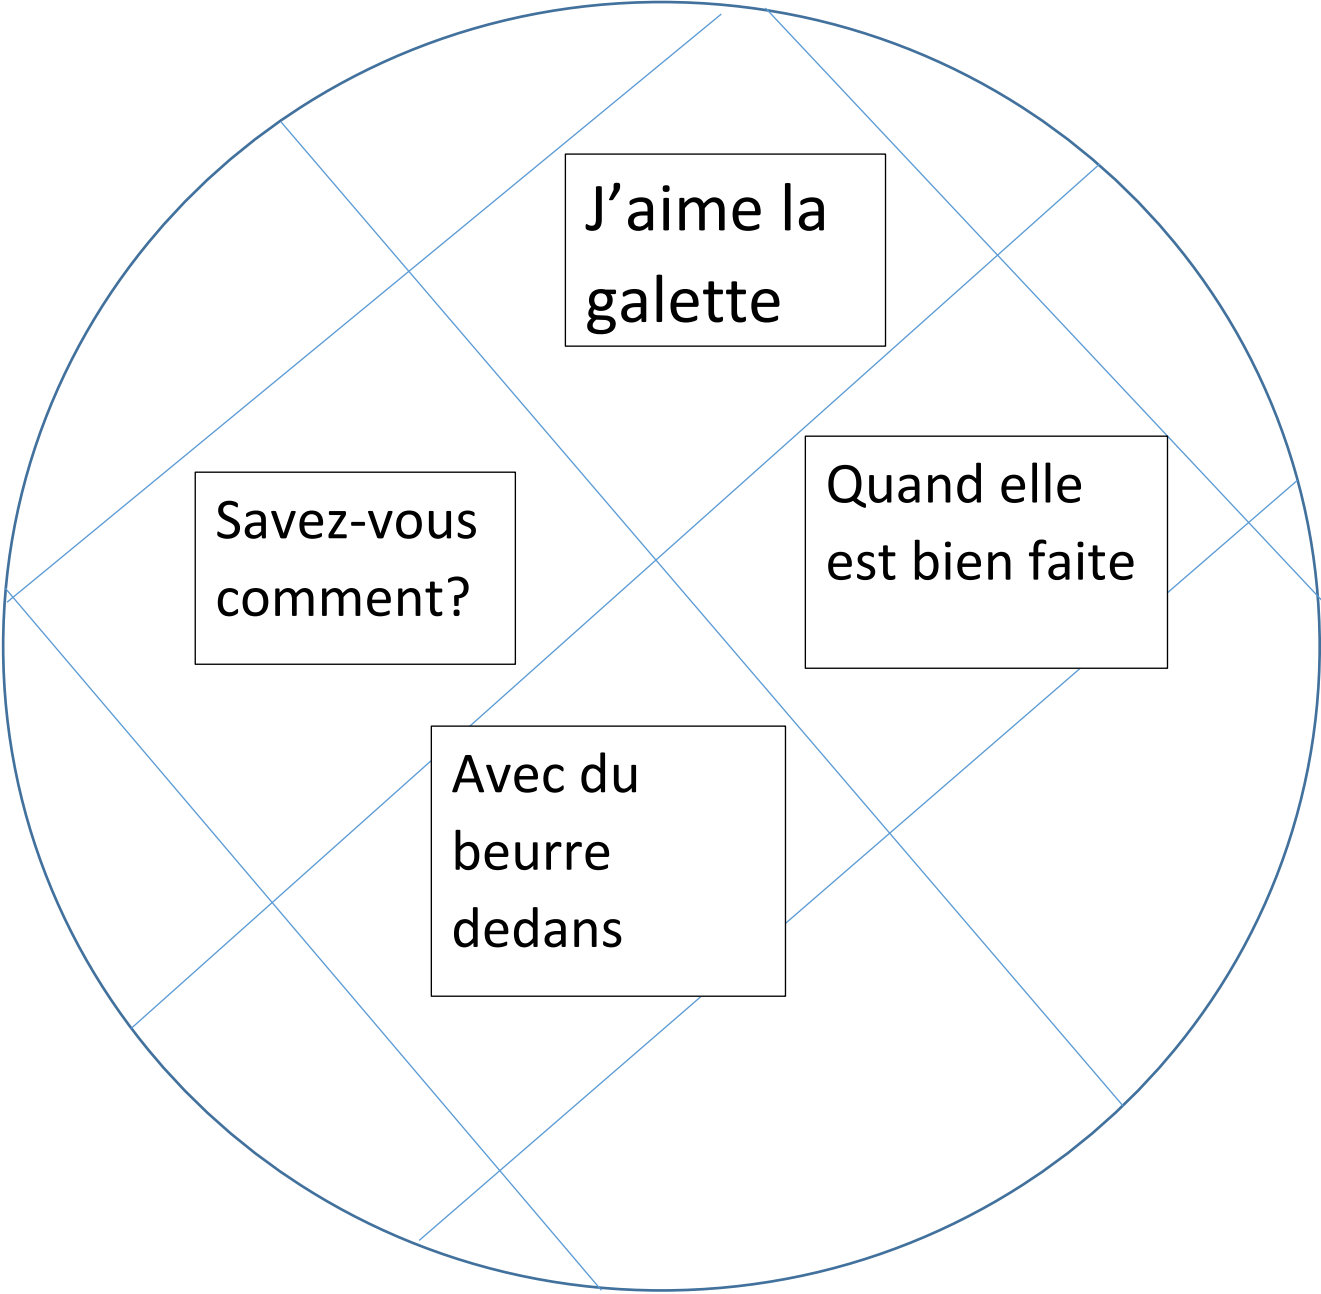 J’aime la
galette
Savez-vous
comment?
Quand elle
est bien faite
Avec du
beurre
dedans